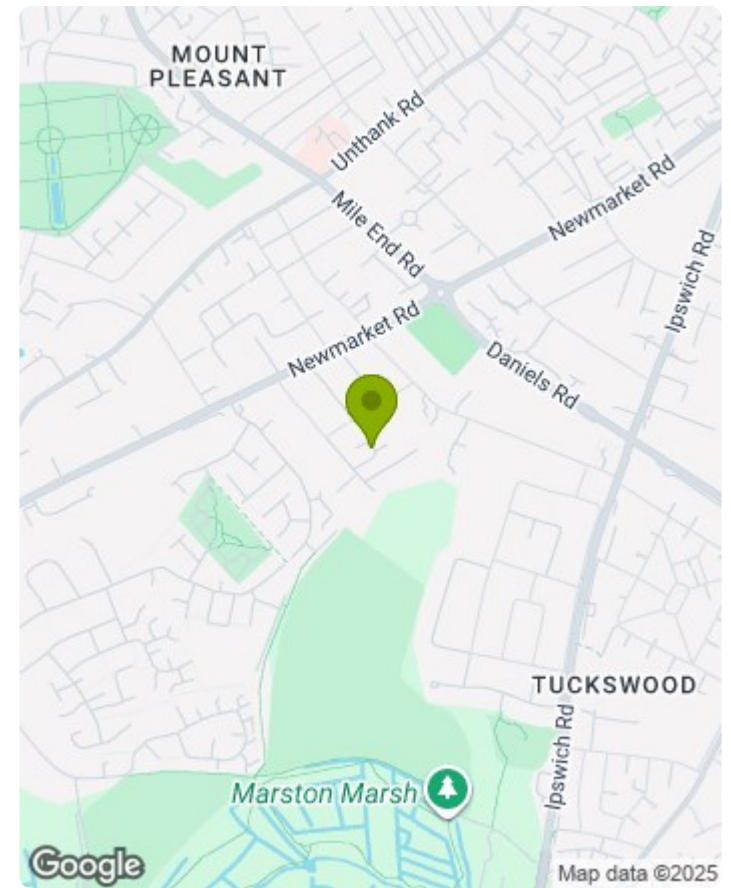 MOUNT
PLEASANT
Unthank Rd
Mile End Rd
Newmarket Rd
Ipswich Rd
Newmarket Rd
Daniels Rd
TUCKSWOOD
Ipswich Rd
Marston Marsh
Google
Map data ©2025